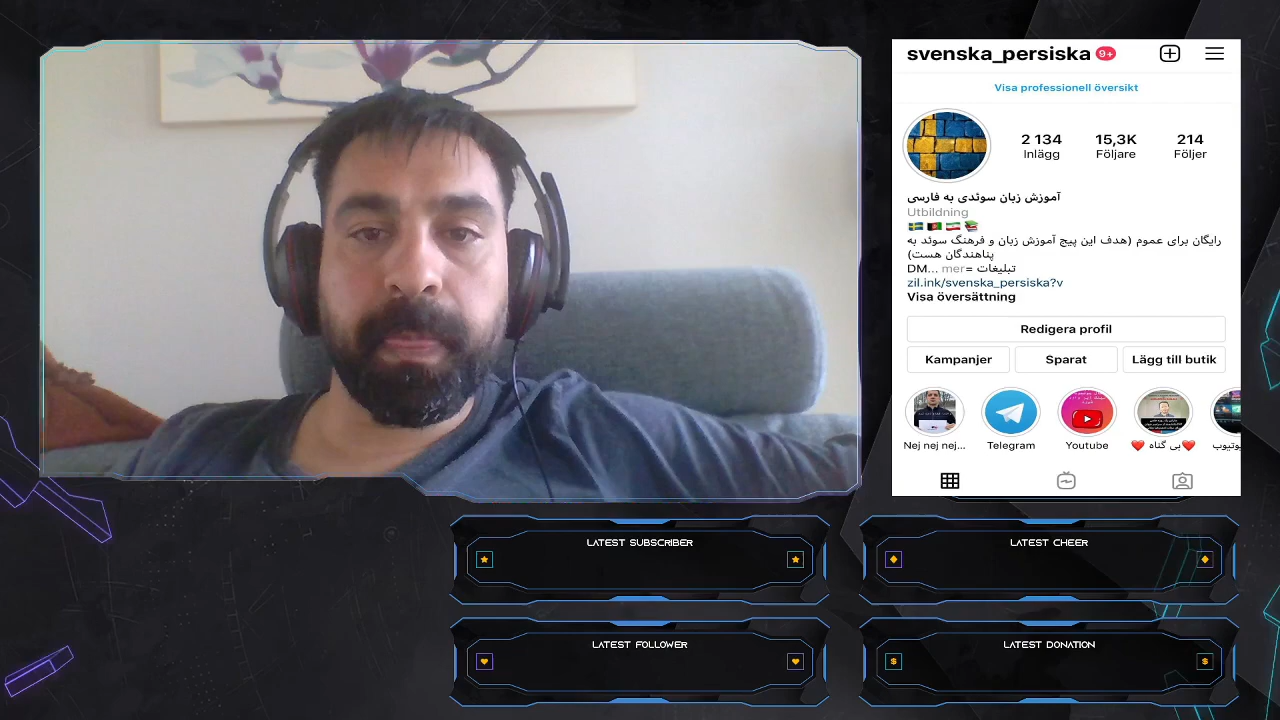 svenska_persiska 9+
Visa professionell översikt
2 134 15,3K 214
Inlägg Följare Följer
آموزش زبان سوئدی به فارسی
Utbildning
رایگان برای عموم (هدف این پیج آموزش زبان و فرهنگ سوئد به
پناهندگان هست)
تبلیغات =DM... mer
zil.ink/svenska_persiska?v
Visa översättning
Redigera profil
Kampanjer Sparat Lägg till butik
Nej nej nej... Telegram Youtube ❤️بی گناه❤️
LATEST SUBSCRIBER LATEST CHEER
LATEST FOLLOWER LATEST DONATION